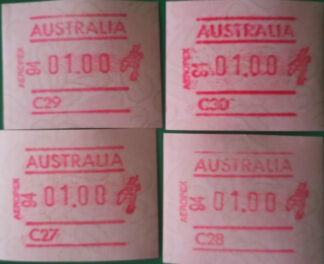 AUSTRALIA
AEROPEX 94 01.00
C29
AUSTRALIA
AEROPEX 94 01.00
C30
AUSTRALIA
AEROPEX 94 01.00
C27
AUSTRALIA
AEROPEX 94 01.00
C28